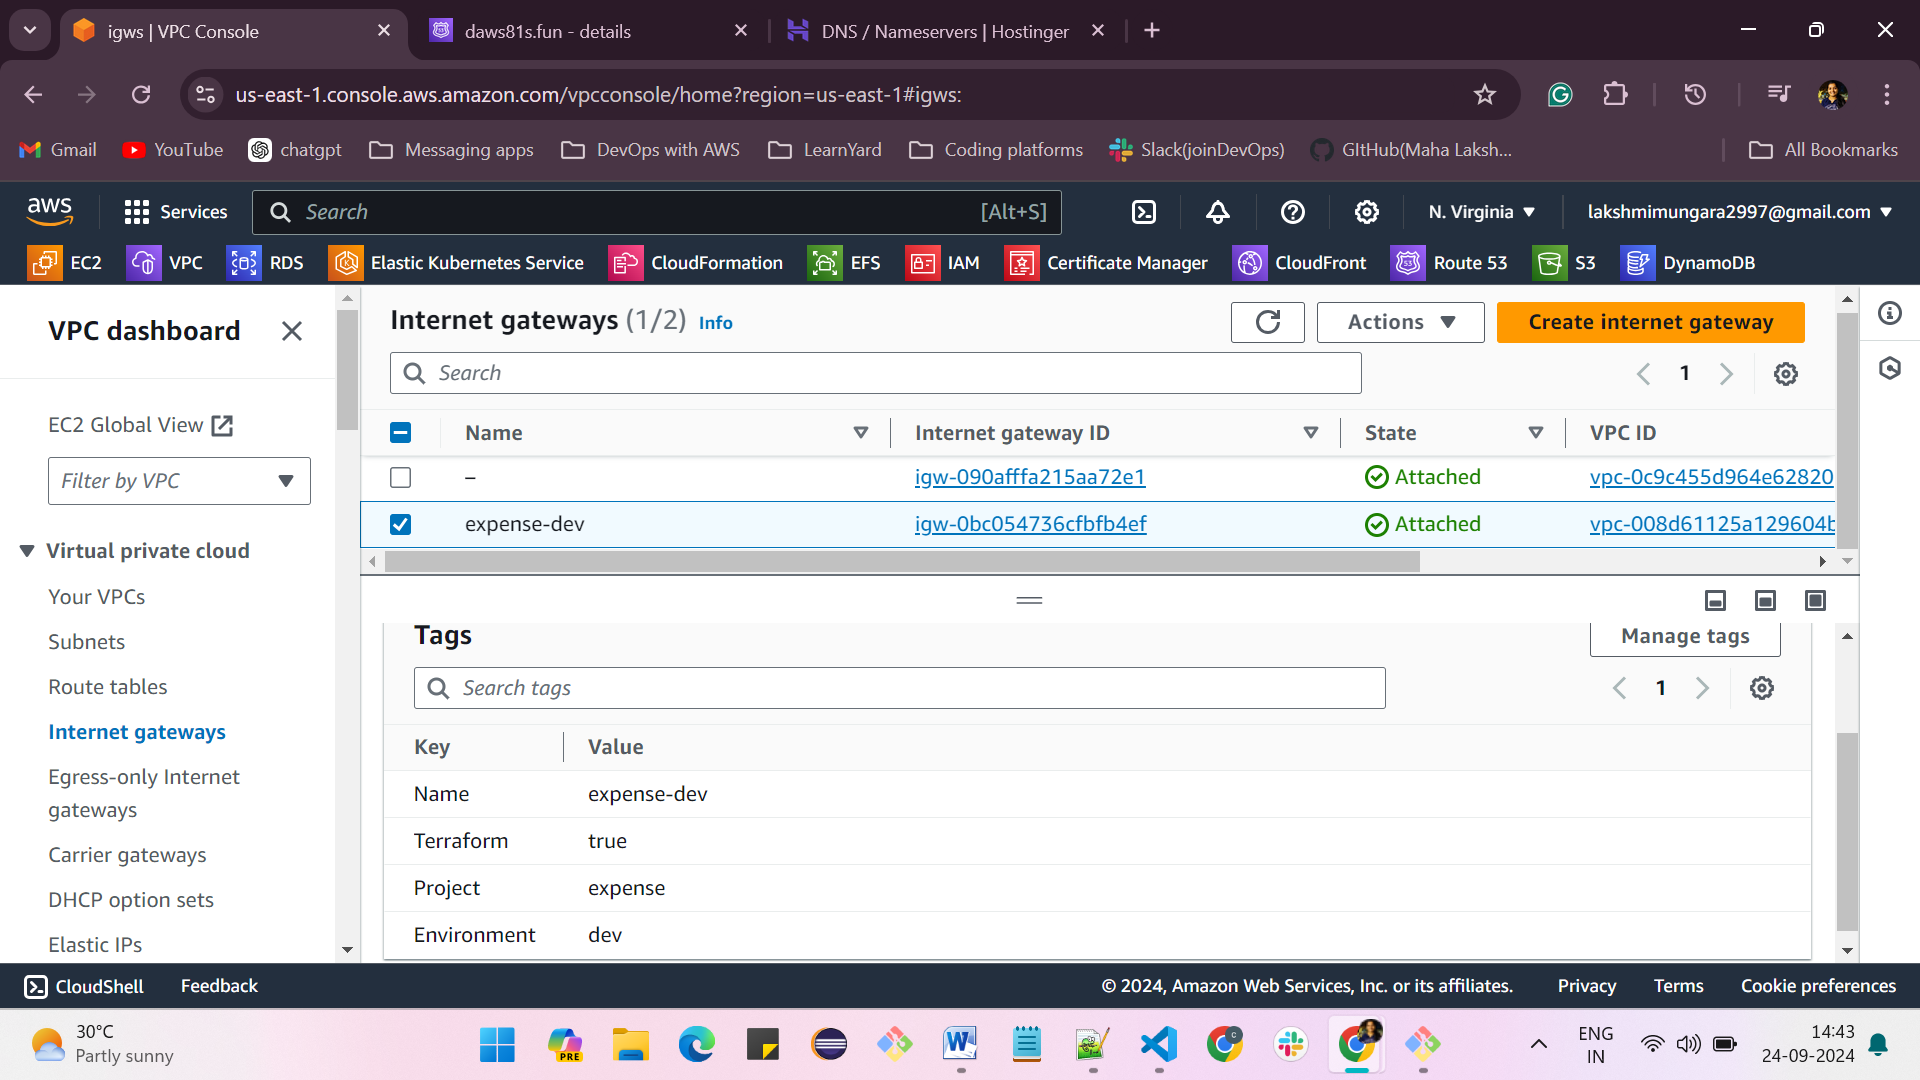 igws | VPC Console
daws81s.fun - details
DNS / Nameservers | Hostinger
us-east-1.console.aws.amazon.com/vpcconsole/home?region=us-east-1#igws:
Gmail
YouTube
chatgpt
Messaging apps
DevOps with AWS
LearnYard
Coding platforms
Slack(joinDevOps)
GItHub(Maha Laksh...
All Bookmarks
aws
Services
Search
[Alt+S]
N. Virginia
lakshmimungara2997@gmail.com
EC2
VPC
RDS
Elastic Kubernetes Service
CloudFormation
EFS
IAM
Certificate Manager
CloudFront
Route 53
S3
DynamoDB
VPC dashboard
EC2 Global View
Filter by VPC
Virtual private cloud
Your VPCs
Subnets
Route tables
Internet gateways
Egress-only Internet
gateways
Carrier gateways
DHCP option sets
Elastic IPs
Internet gateways (1/2) Info
Actions
Create internet gateway
Search
1
Name
Internet gateway ID
State
VPC ID
–
igw-090afffa215aa72e1
Attached
vpc-0c9c455d964e62820
expense-dev
igw-0bc054736cfbfb4ef
Attached
vpc-008d61125a129604b
Tags
Manage tags
Search tags
1
Key
Value
Name
expense-dev
Terraform
true
Project
expense
Environment
dev
CloudShell
Feedback
© 2024, Amazon Web Services, Inc. or its affiliates.
Privacy
Terms
Cookie preferences
30°C
Partly sunny
PRE
ENG
IN
14:43
24-09-2024